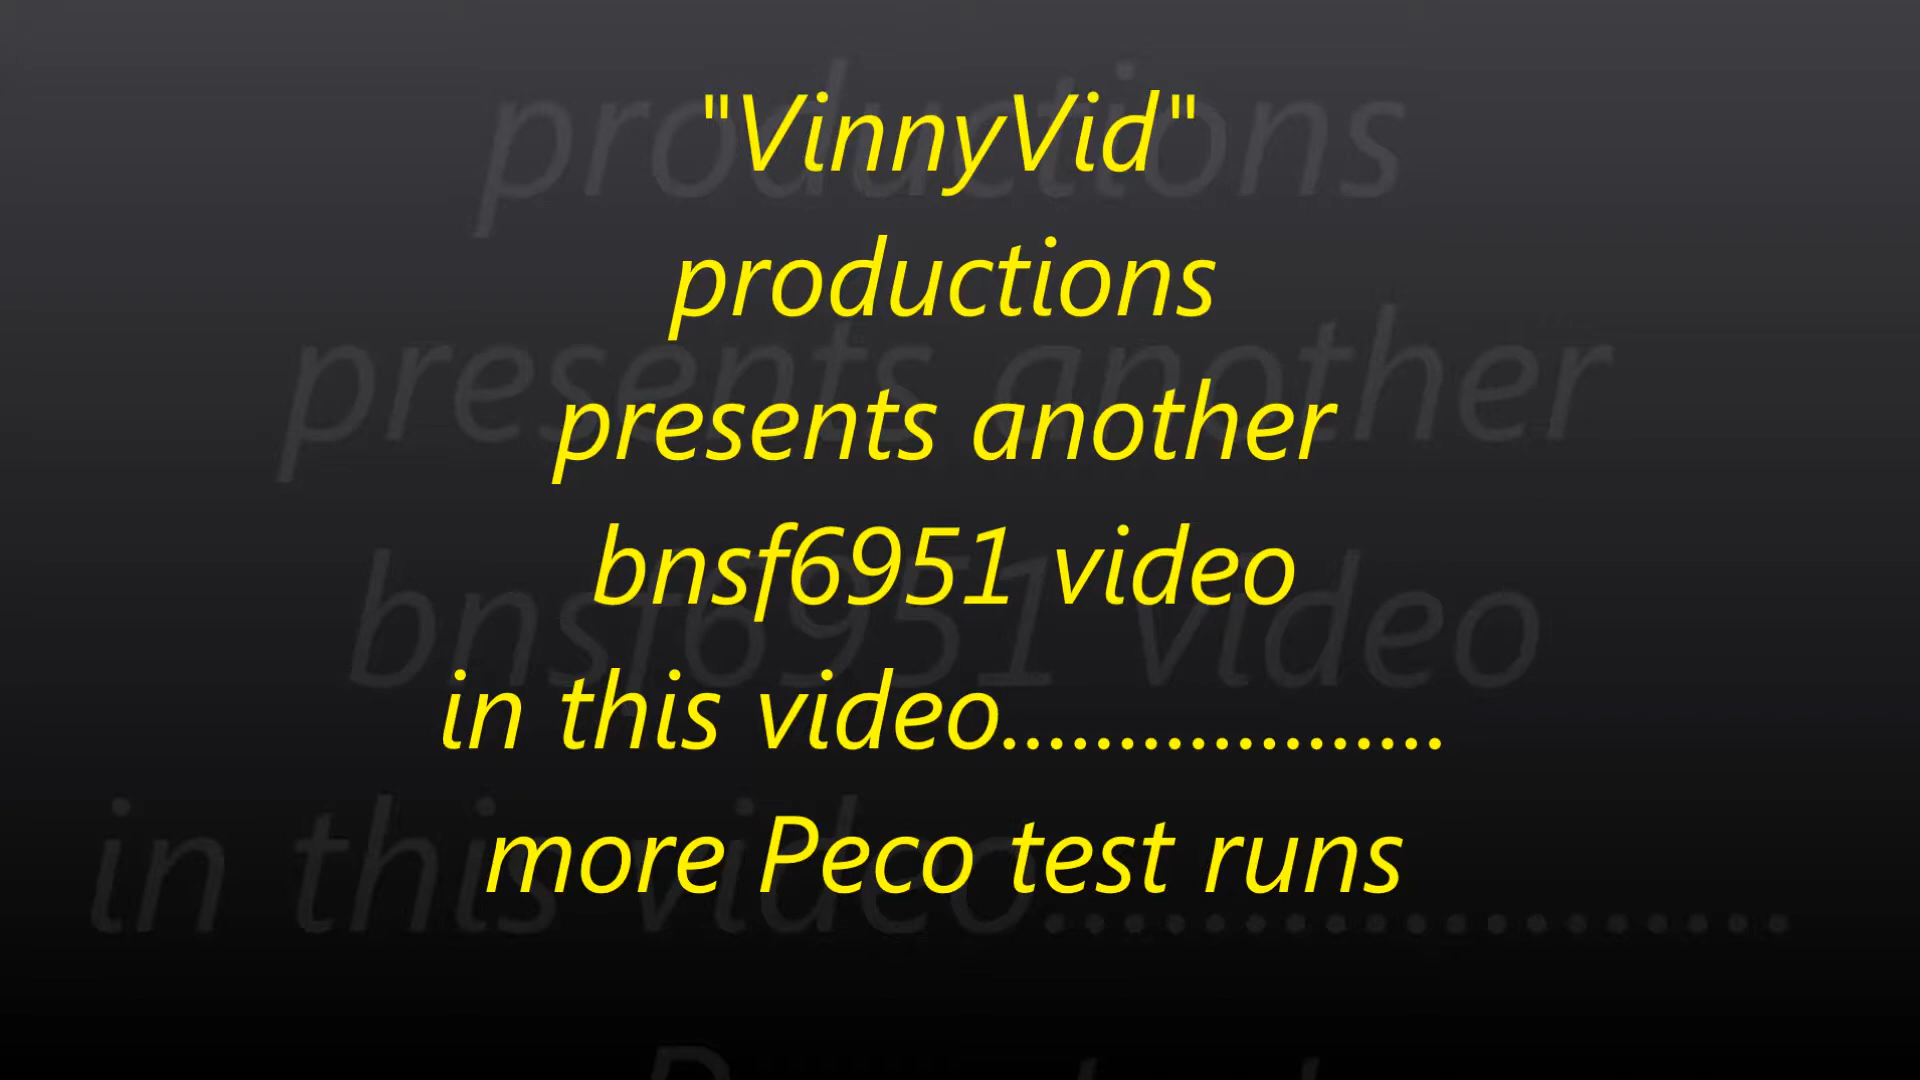 "VinnyVid"
productions
presents another
bnsf6951 video
in this video...................
more Peco test runs